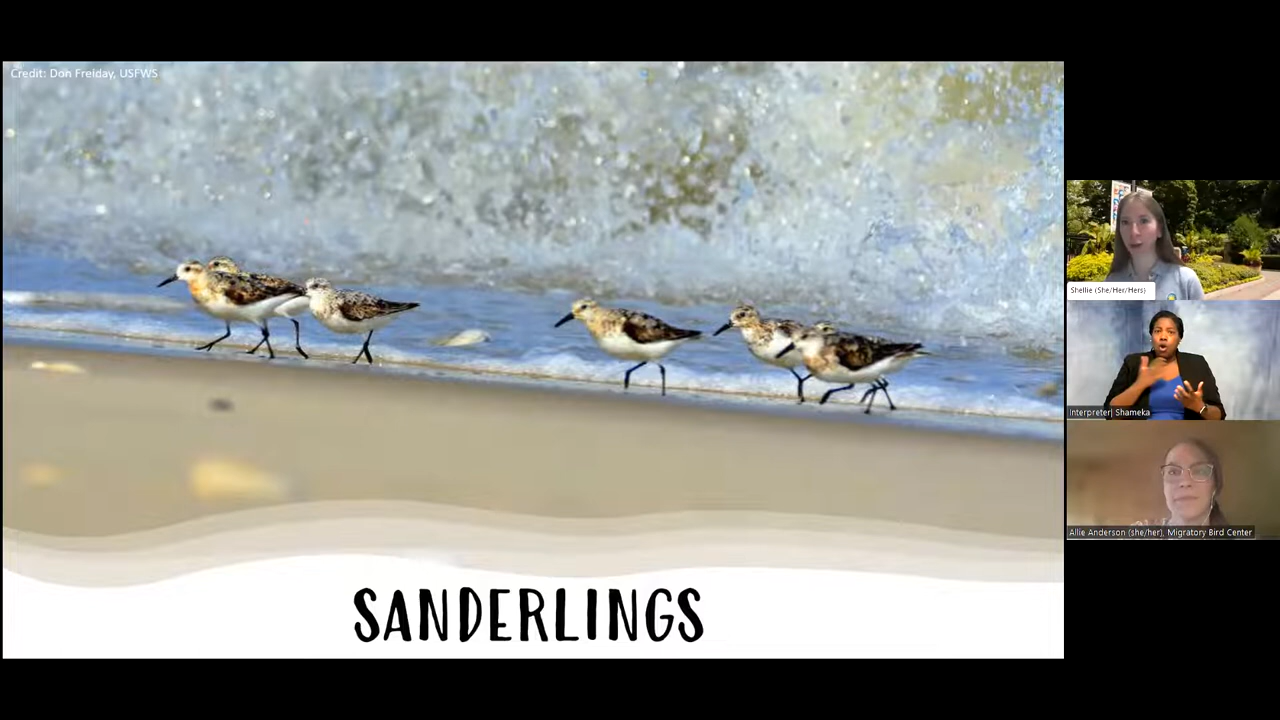 Credit: Don Freiday, USFWS
SANDERLINGS
Shellie (She/Her/Hers)
Interpreter| Shameka
Allie Anderson (she/her), Migratory Bird Center